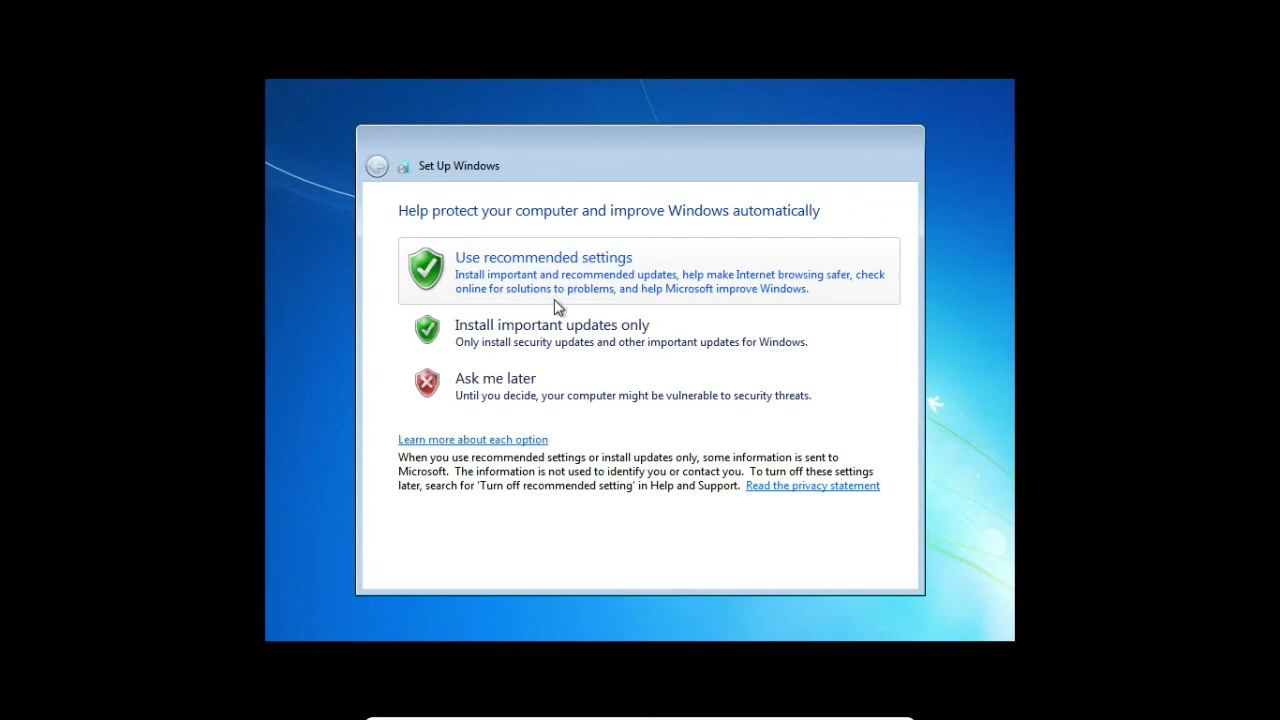 Set Up Windows
Help protect your computer and improve Windows automatically
Use recommended settings
Install important and recommended updates, help make Internet browsing safer, check
online for solutions to problems, and help Microsoft improve Windows.
Install important updates only
Only install security updates and other important updates for Windows.
Ask me later
Until you decide, your computer might be vulnerable to security threats.
Learn more about each option
When you use recommended settings or install updates only, some information is sent to
Microsoft. The information is not used to identify you or contact you. To turn off these settings
later, search for 'Turn off recommended setting' in Help and Support. Read the privacy statement